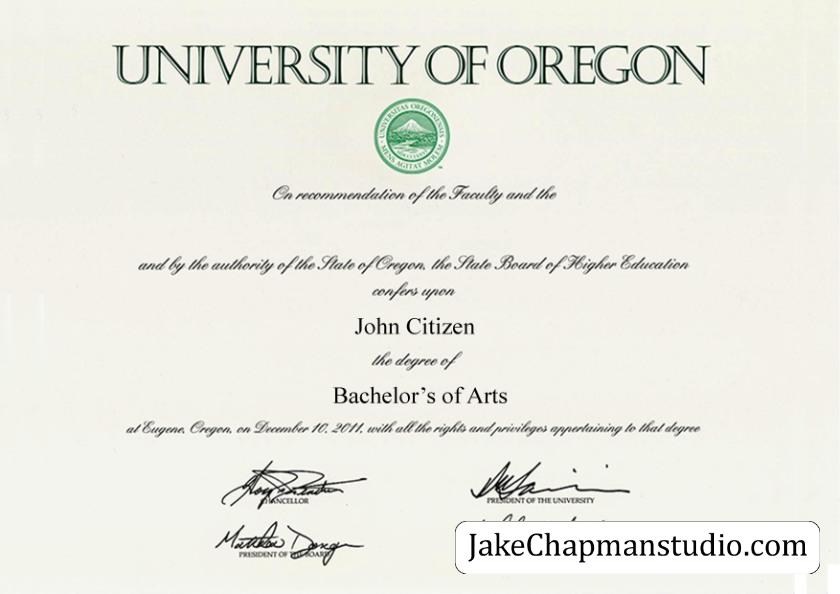 UNIVERSITY OF OREGON
UNIVERSITAS OREGONENSIS
MENS AGITAT MOLEM
On recommendation of the Faculty and the
and by the authority of the State of Oregon, the State Board of Higher Education
confers upon
John Citizen
the degree of
Bachelor’s of Arts
at Eugene, Oregon, on December 10, 2011, with all the rights and privileges appertaining to that degree
CHANCELLOR
PRESIDENT OF THE UNIVERSITY
PRESIDENT OF THE BOARD
JakeChapmanstudio.com